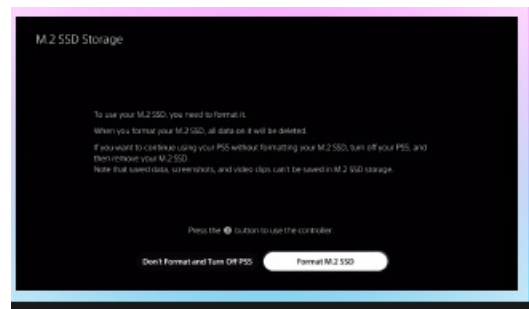 M.2 SSD Storage
To use your M.2 SSD, you need to format it.
When you format your M.2 SSD, all data on it will be deleted.
If you want to continue using your PS5 without formatting your M.2 SSD, turn off your PS5, and
then remove your M.2 SSD.
Note that saved data, screenshots, and video clips can't be saved in M.2 SSD storage.
Press the button to use the controller.
Don't Format and Turn Off PS5
Format M.2 SSD